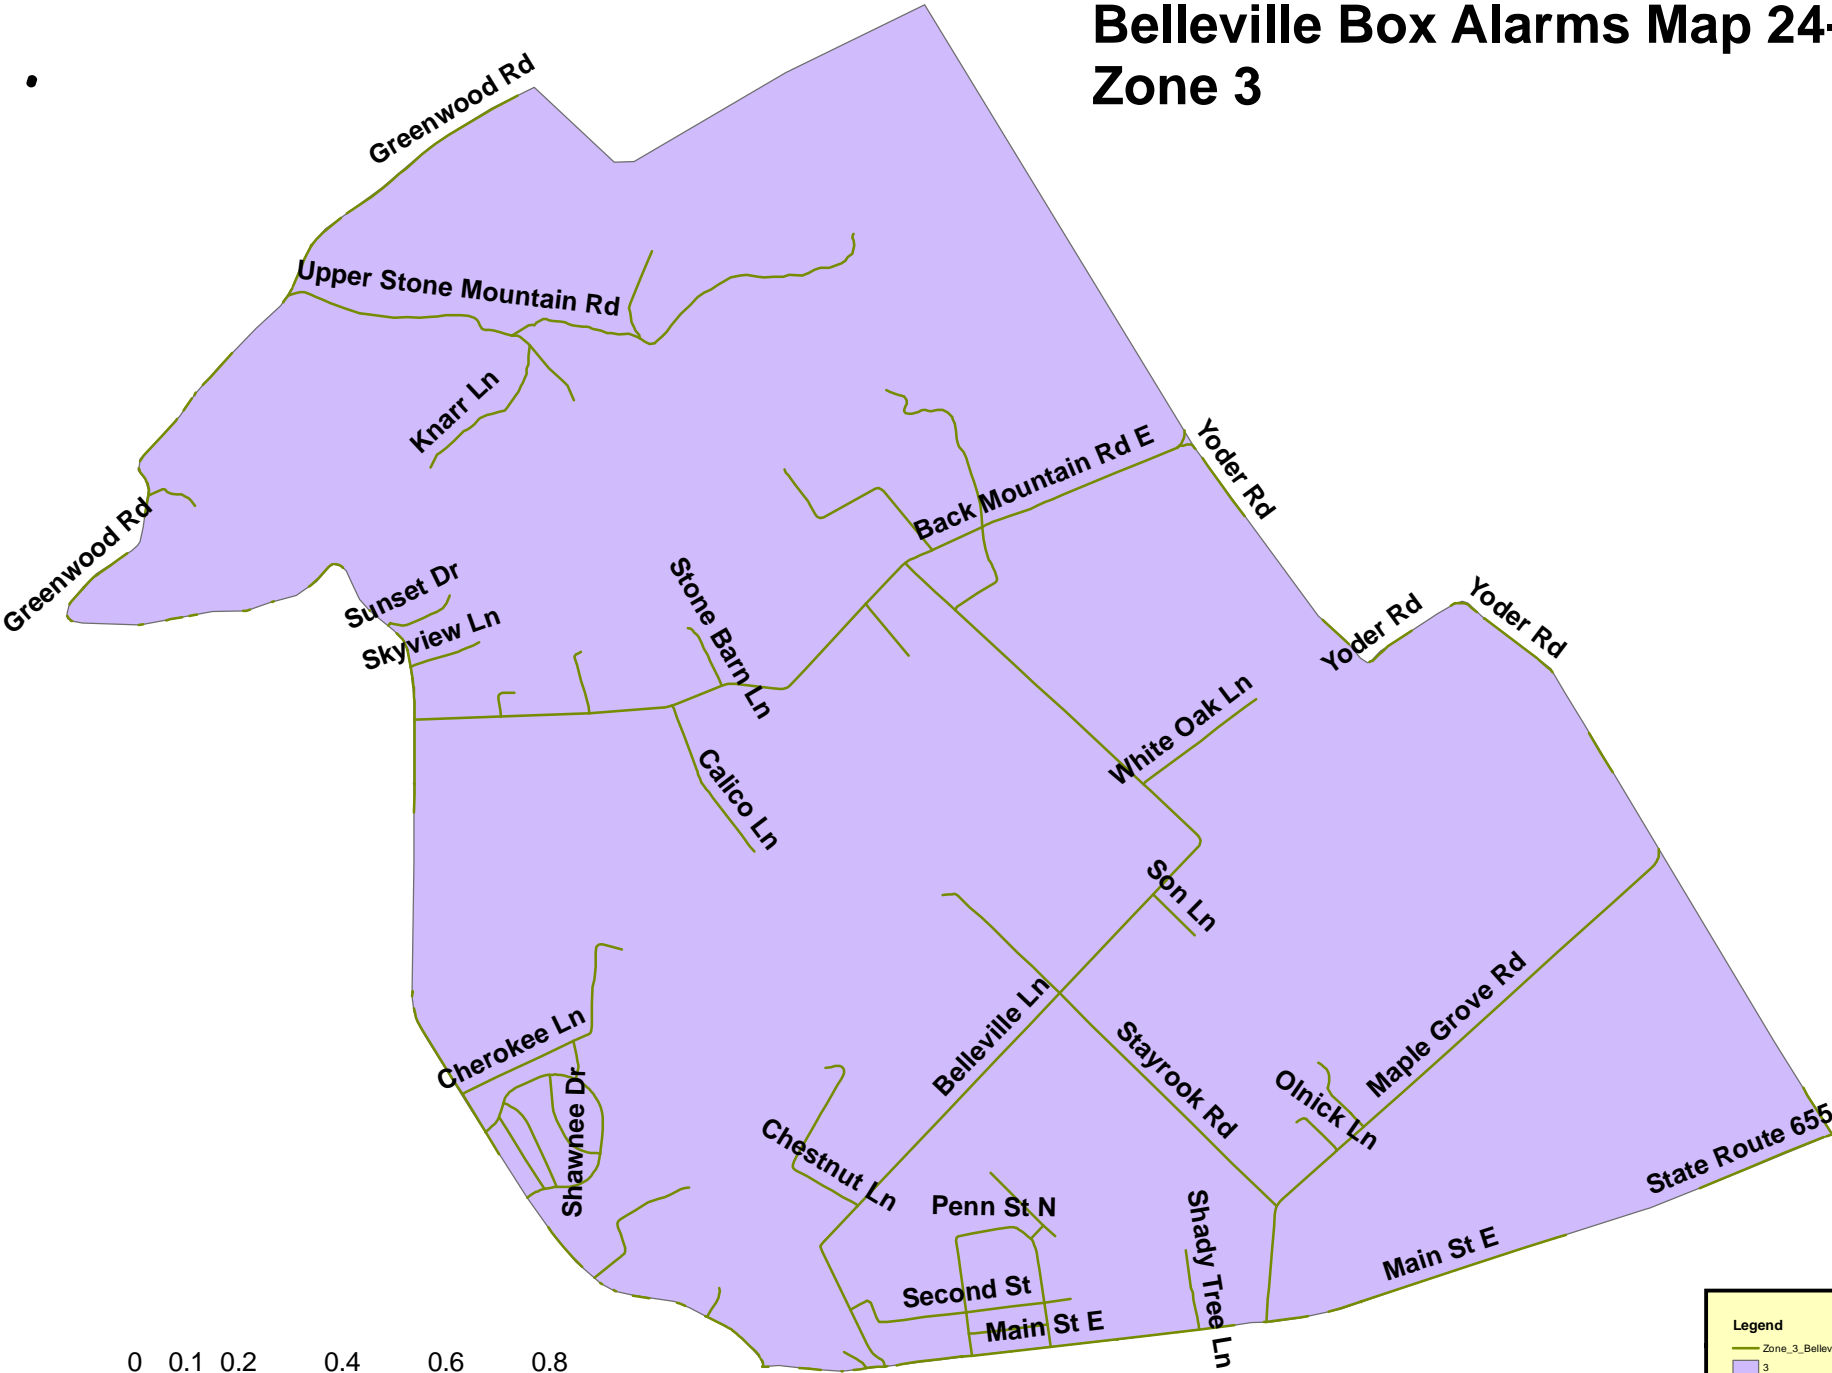 Belleville Box Alarms Map 24-
Zone 3
Greenwood Rd
Upper Stone Mountain Rd
Knarr Ln
Back Mountain Rd E
Yoder Rd
Greenwood Rd
Sunset Dr
Skyview Ln
Stone Barn Ln
Yoder Rd
Yoder Rd
White Oak Ln
Calico Ln
Son Ln
Belleville Ln
Stayrook Rd
Maple Grove Rd
Cherokee Ln
Shawnee Dr
Chestnut Ln
Olnick Ln
Penn St N
Shady Tree Ln
State Route 655
Main St E
Second St
Main St E
0 0.1 0.2 0.4 0.6 0.8
Legend
Zone_3_Bellev
3